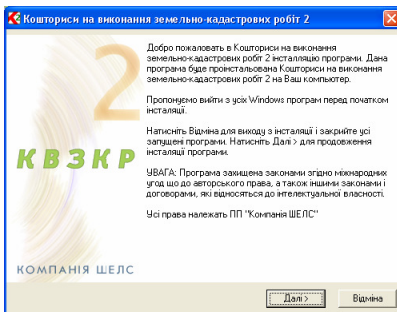 Кошториси на виконання земельно-кадастрових робіт 2
Добро пожаловать в Кошториси на виконання
земельно-кадастрових робіт 2 інсталляцію програми. Дана
програма буде проінстальована Кошториси на виконання
земельно-кадастрових робіт 2 на Ваш компьютер.
Пропонуємо вийти з усіх Windows програм перед початком
інсталяції.
Натисніть Відміна для виходу з інсталяції і закрийте усі
запущені програми. Натисніть Далі > для продовження
інсталяції програми.
УВАГА: Програма захищена законами згідно міжнародних
угод що до авторського права, а також іншими законами і
договорами, які відносяться до інтелектуальної власності.
Усі права належать ПП "Компанія ШЕЛС"
2
КВЗКР
КОМПАНІЯ ШЕЛС
Далі >
Відміна